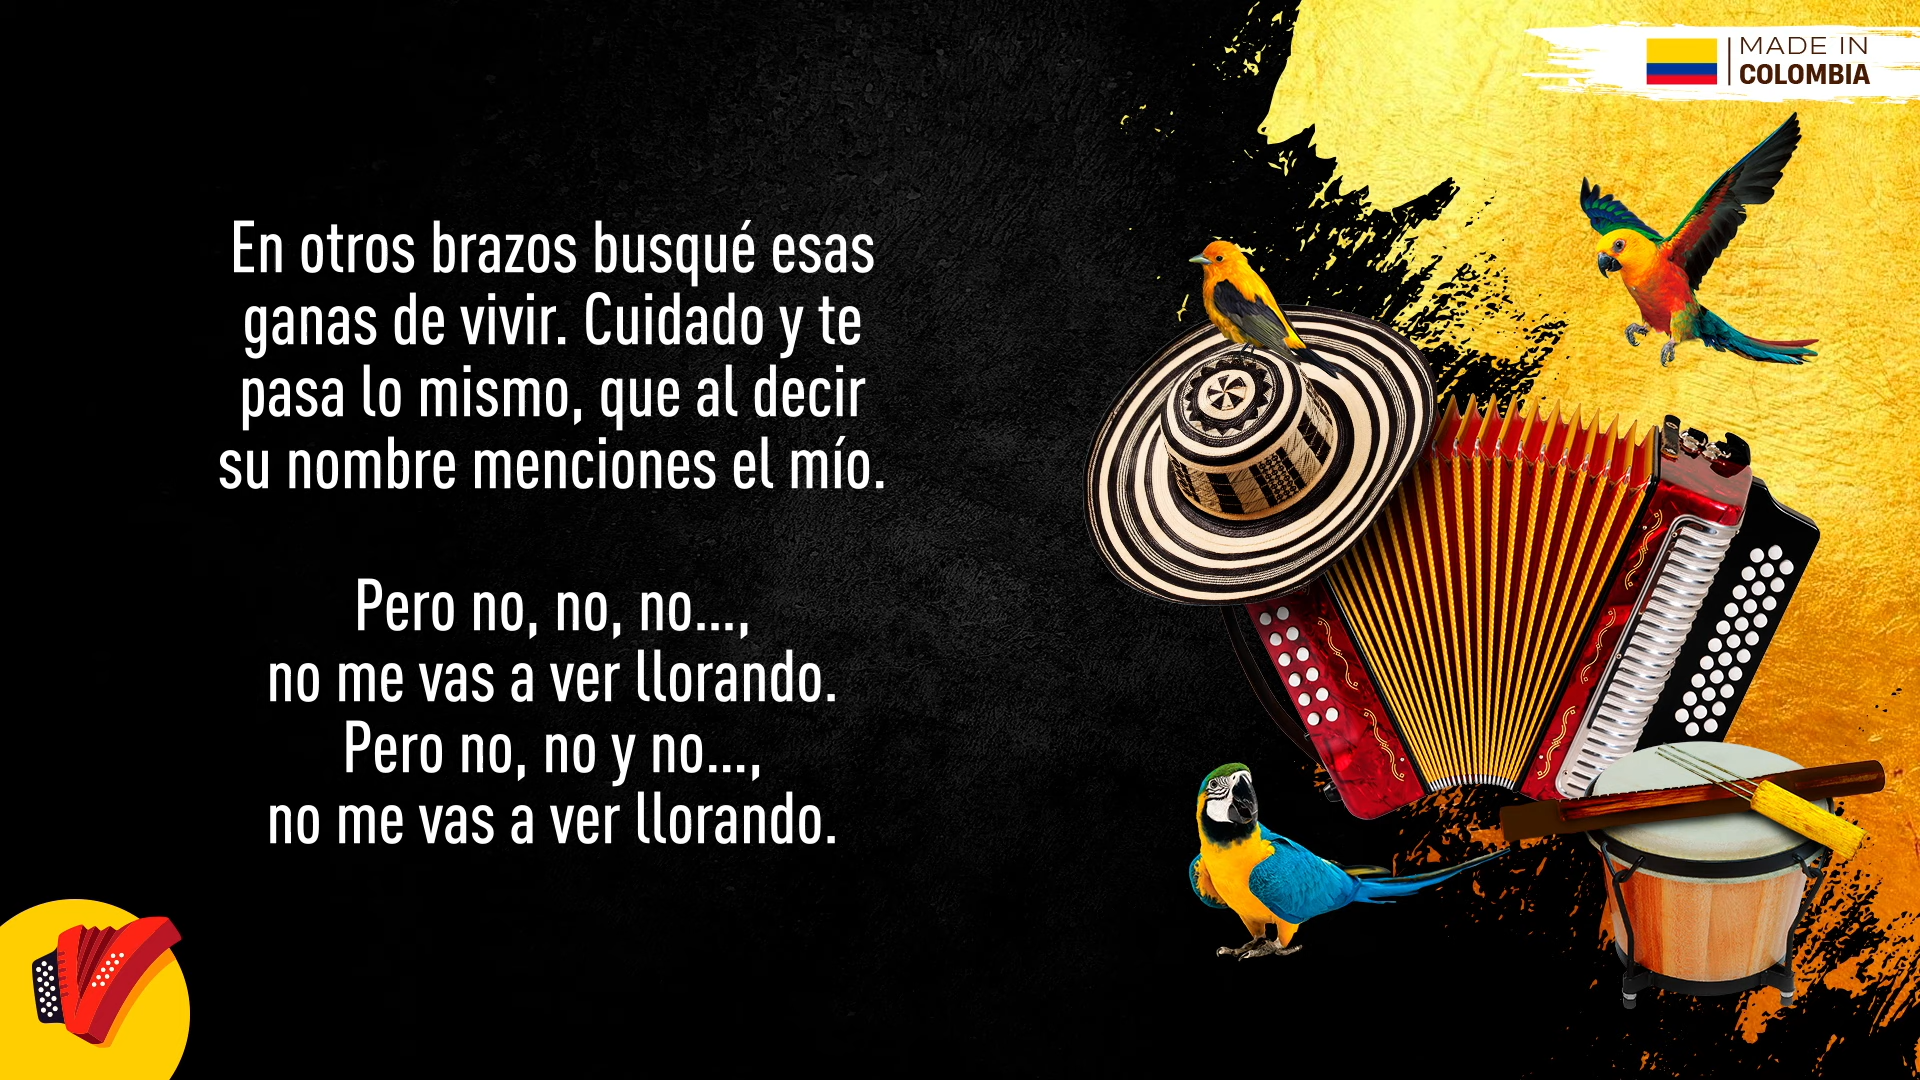 MADE IN
COLOMBIA
En otros brazos busqué esas
ganas de vivir. Cuidado y te
pasa lo mismo, que al decir
su nombre menciones el mío.
Pero no, no, no...,
no me vas a ver llorando.
Pero no, no y no...,
no me vas a ver llorando.